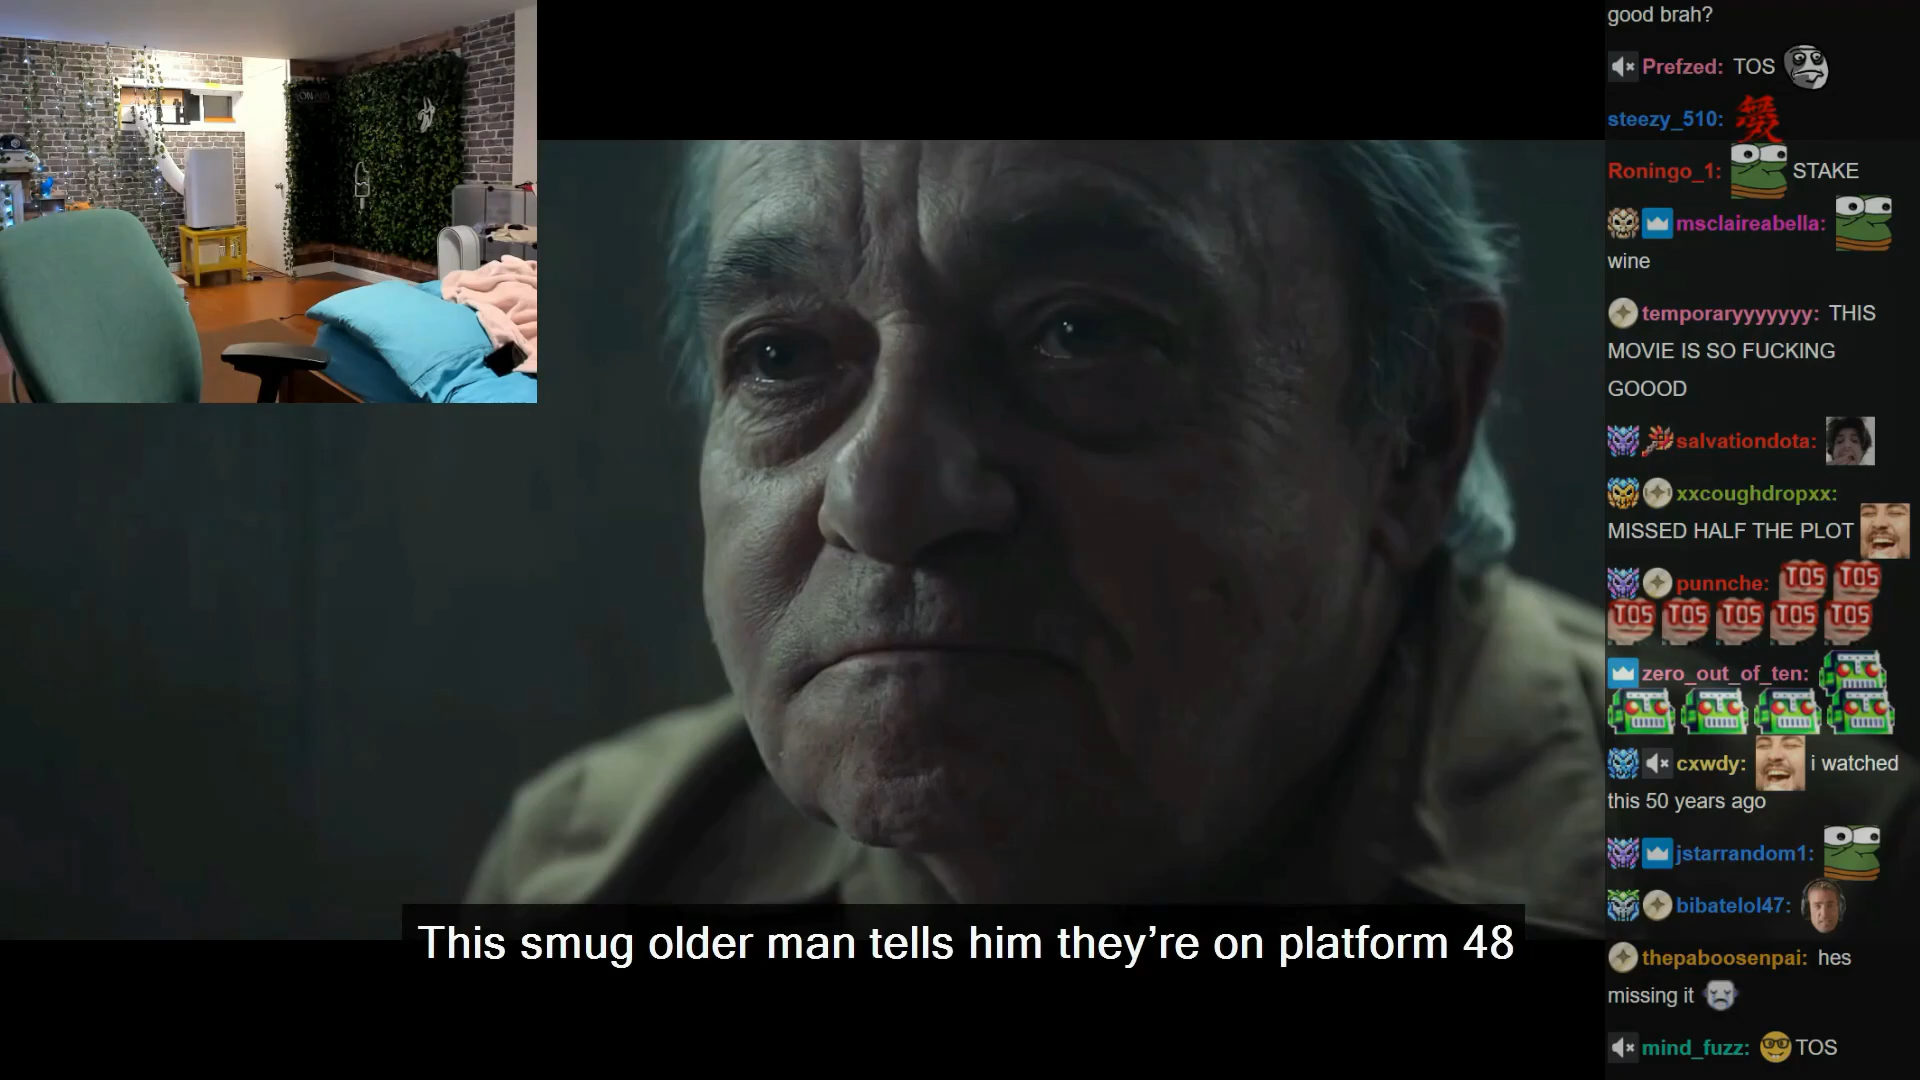 This smug older man tells him they’re on platform 48
good brah?
Prefzed: TOS
steezy_510:
Roningo_1: STAKE
msclaireabella:
wine
temporaryyyyyyy: THIS
MOVIE IS SO FUCKING
GOOOD
salvationdota:
xxcoughdropxx:
MISSED HALF THE PLOT
punnche: TOS TOS
TOS TOS TOS TOS TOS
zero_out_of_ten:
cxwdy: i watched
this 50 years ago
jstarrandom1:
bibatelol47:
thepaboosenpai: hes
missing it
mind_fuzz: TOS